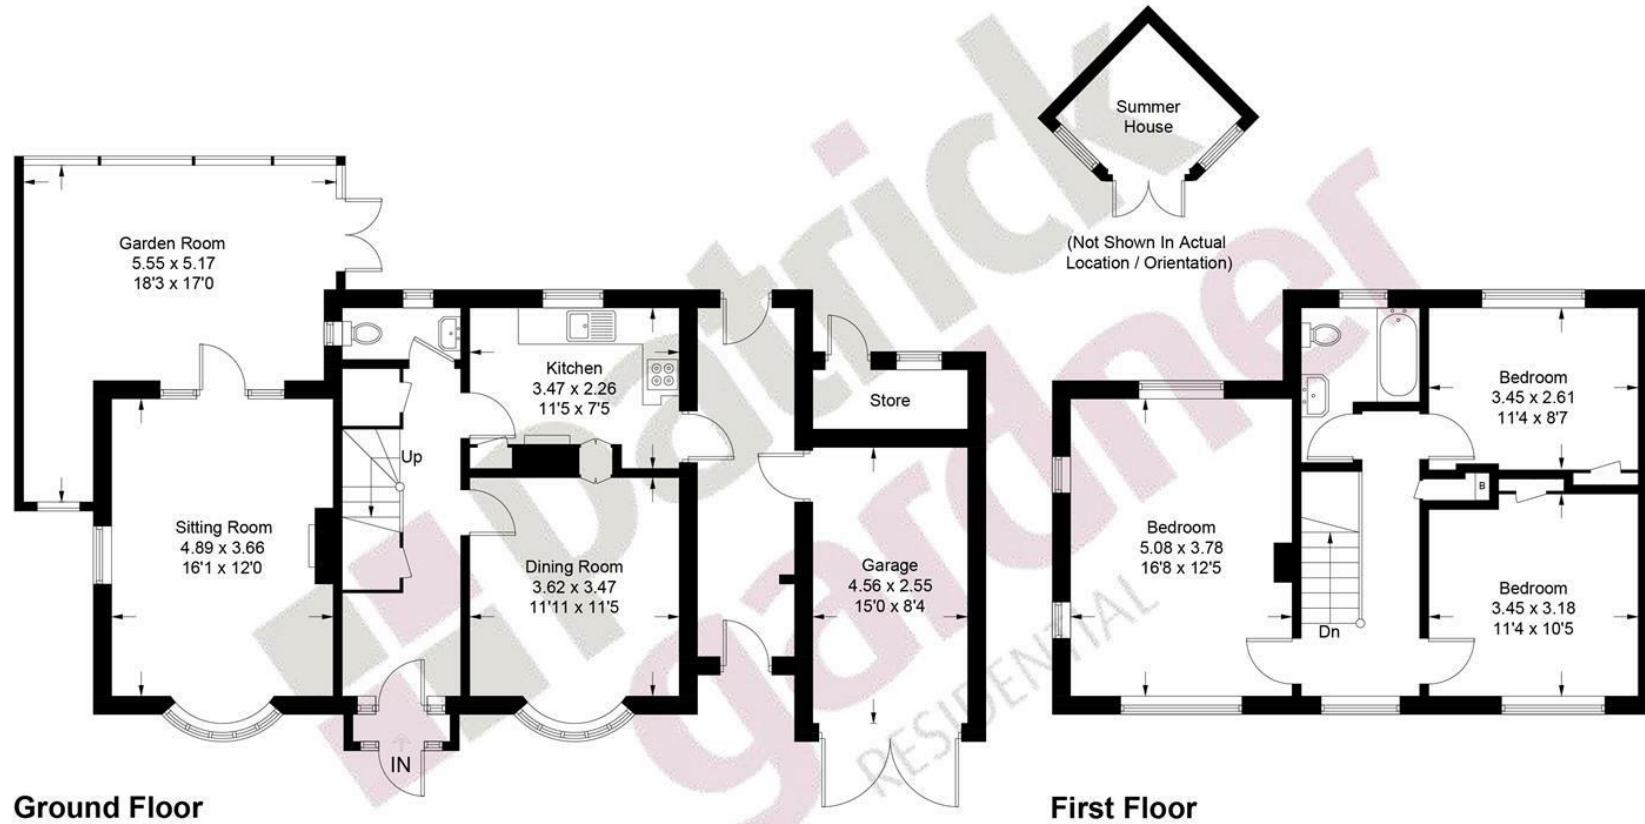 Summer
House
(Not Shown In Actual
Location / Orientation)
Garden Room
5.55 x 5.17
18'3 x 17'0
Kitchen
3.47 x 2.26
11'5 x 7'5
Store
Up
Sitting Room
4.89 x 3.66
16'1 x 12'0
Dining Room
3.62 x 3.47
11'11 x 11'5
Garage
4.56 x 2.55
15'0 x 8'4
IN
Ground Floor
Bedroom
3.45 x 2.61
11'4 x 8'7
B
Bedroom
5.08 x 3.78
16'8 x 12'5
Bedroom
3.45 x 3.18
11'4 x 10'5
Dn
First Floor
patrick
gardner
RESIDENTIAL